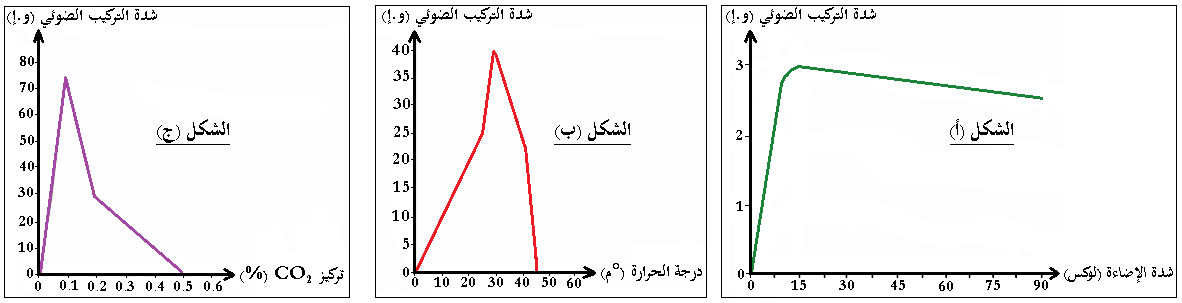 شدة التركيب الضوئي (و.إ)
3
2
1
0
الشكل (أ)
15 30 45 60 75 90
شدة الإضاءة (لوكس)
شدة التركيب الضوئي (و.إ)
40
35
30
25
20
15
10
5
0
الشكل (ب)
0 10 20 30 40 50 60
درجة الحرارة (°م)
شدة التركيب الضوئي (و.إ)
80
70
60
50
40
30
20
10
0
الشكل (ج)
0 0.1 0.2 0.3 0.4 0.5 0.6
تركيز CO₂ (%)